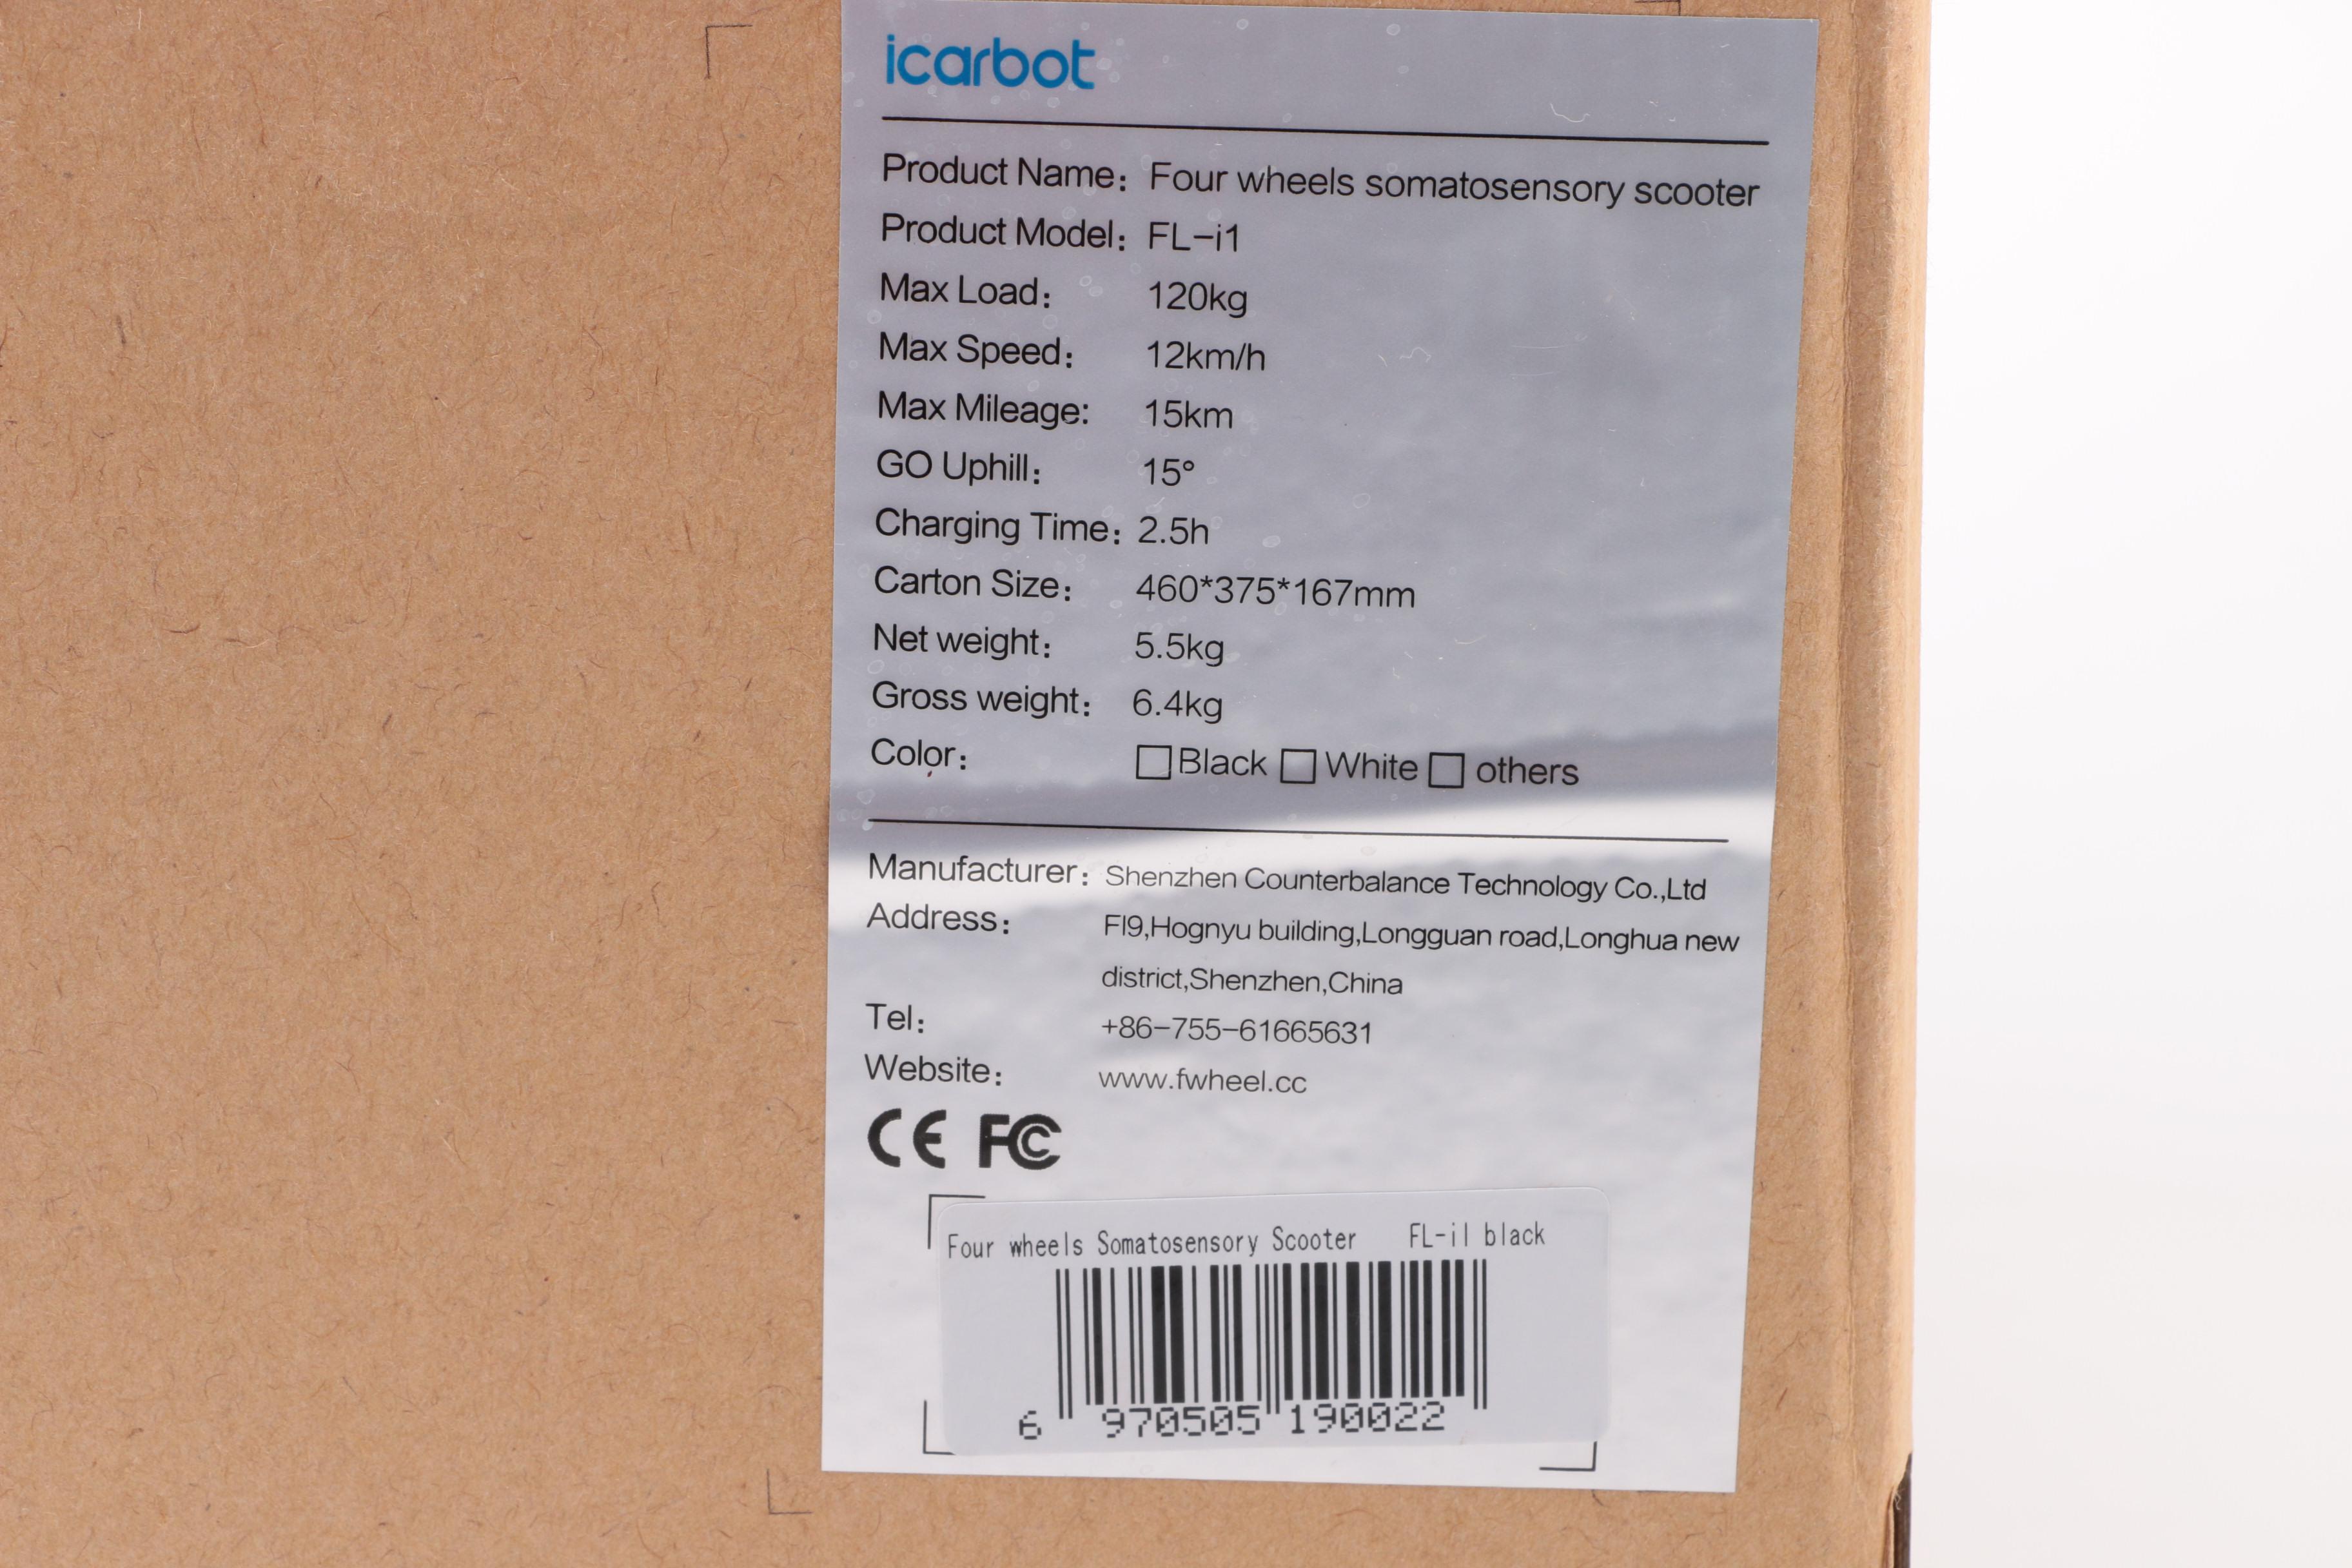 icarbot
Product Name: Four wheels somatosensory scooter
Product Model: FL-i1
Max Load: 120kg
Max Speed: 12km/h
Max Mileage: 15km
GO Uphill: 15°
Charging Time: 2.5h
Carton Size: 460*375*167mm
Net weight: 5.5kg
Gross weight: 6.4kg
Color: □Black □White □ others
Manufacturer: Shenzhen Counterbalance Technology Co.,Ltd
Address: Fl9,Hognyu building,Longguan road,Longhua new
district,Shenzhen,China
Tel: +86-755-61665631
Website: www.fwheel.cc
CE FC
Four wheels Somatosensory Scooter FL-i1 black
6 970505 190022